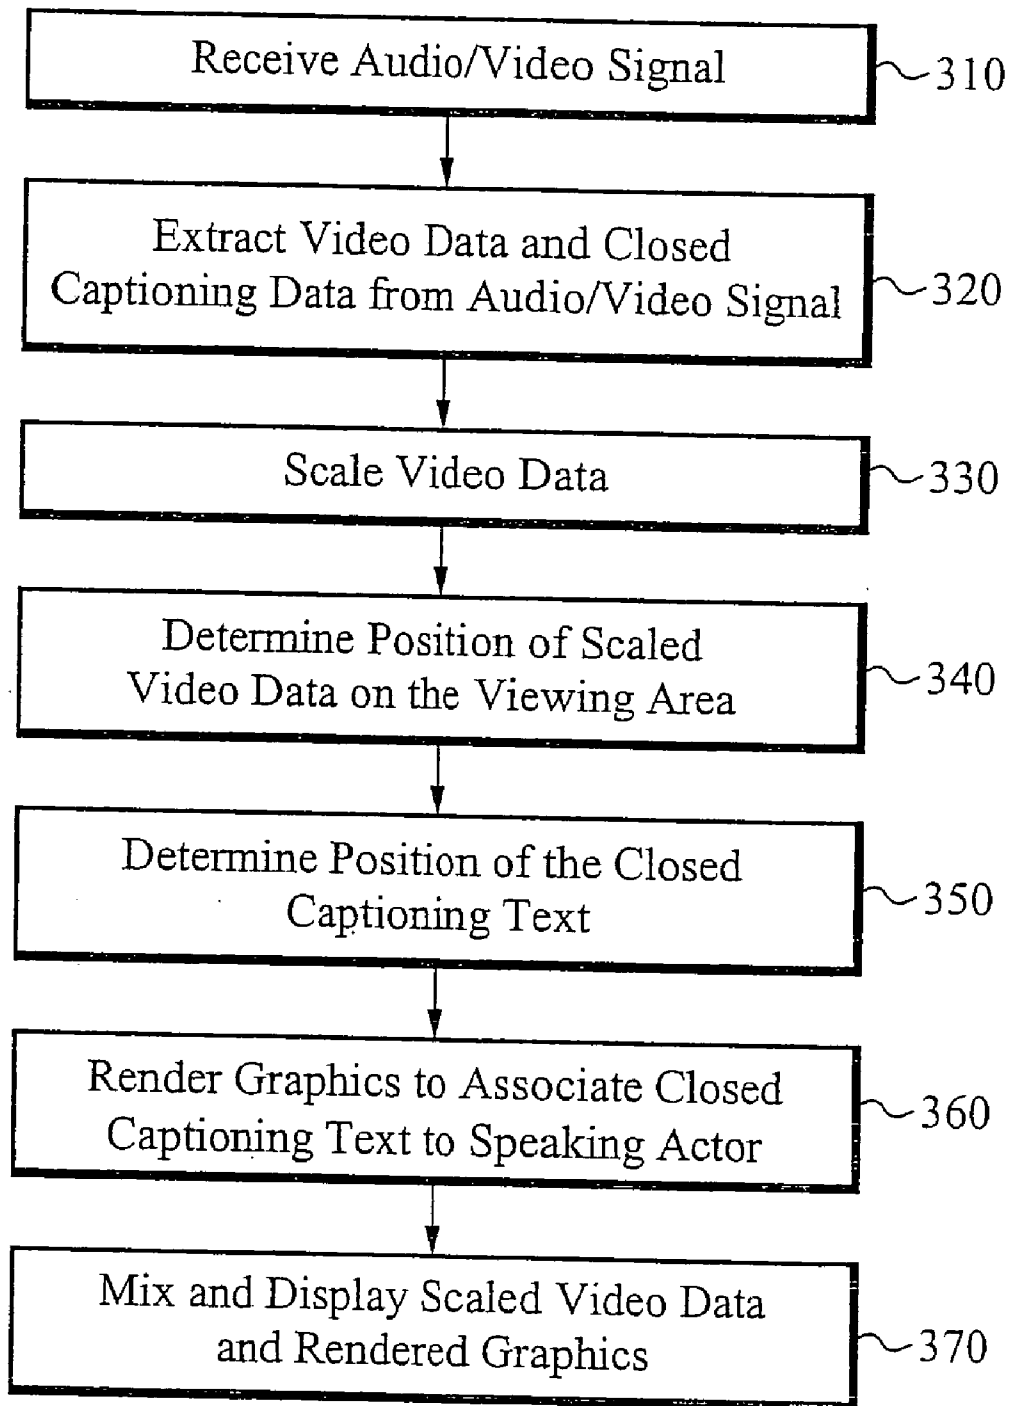 Receive Audio/Video Signal
310
Extract Video Data and Closed
Captioning Data from Audio/Video Signal
320
Scale Video Data
330
Determine Position of Scaled
Video Data on the Viewing Area
340
Determine Position of the Closed
Captioning Text
350
Render Graphics to Associate Closed
Captioning Text to Speaking Actor
360
Mix and Display Scaled Video Data
and Rendered Graphics
370